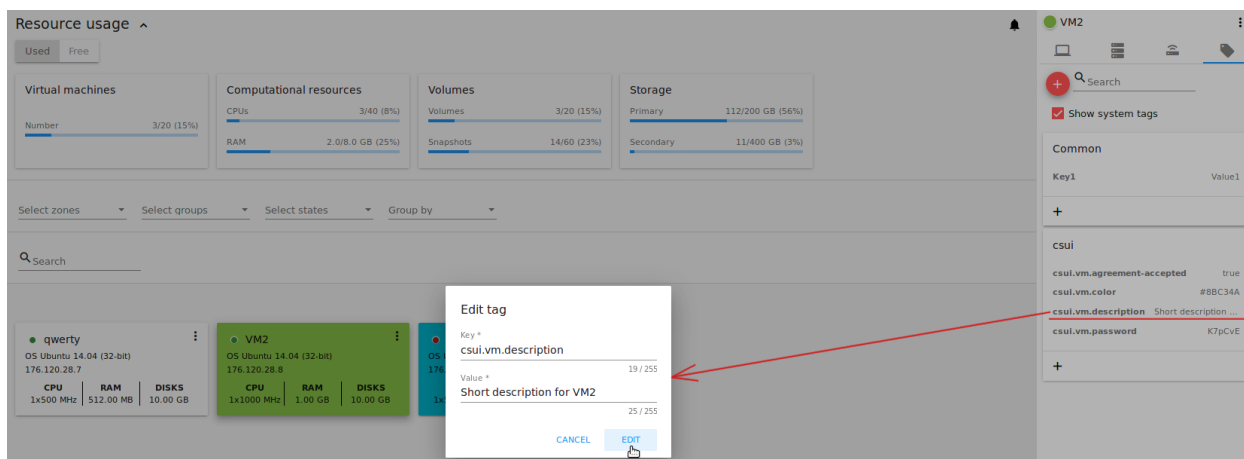 Resource usage
Used Free
Virtual machines
Number 3/20 (15%)
Computational resources
CPUs 3/40 (8%)
RAM 2.0/8.0 GB (25%)
Volumes
Volumes 3/20 (15%)
Snapshots 14/60 (23%)
Storage
Primary 112/200 GB (56%)
Secondary 11/400 GB (3%)
Select zones Select groups Select states Group by
Search
qwerty
OS Ubuntu 14.04 (32-bit)
176.120.28.7
CPU RAM DISKS
1x500 MHz 512.00 MB 10.00 GB
VM2
OS Ubuntu 14.04 (32-bit)
176.120.28.8
CPU RAM DISKS
1x1000 MHz 1.00 GB 10.00 GB
OS
176
1x
Edit tag
Key *
csui.vm.description
19 / 255
Value *
Short description for VM2
25 / 255
CANCEL EDIT
VM2
Search
Show system tags
Common
Key1 Value1
+
csui
csui.vm.agreement-accepted true
csui.vm.color #8BC34A
csui.vm.description Short description ...
csui.vm.password K7pCvE
+